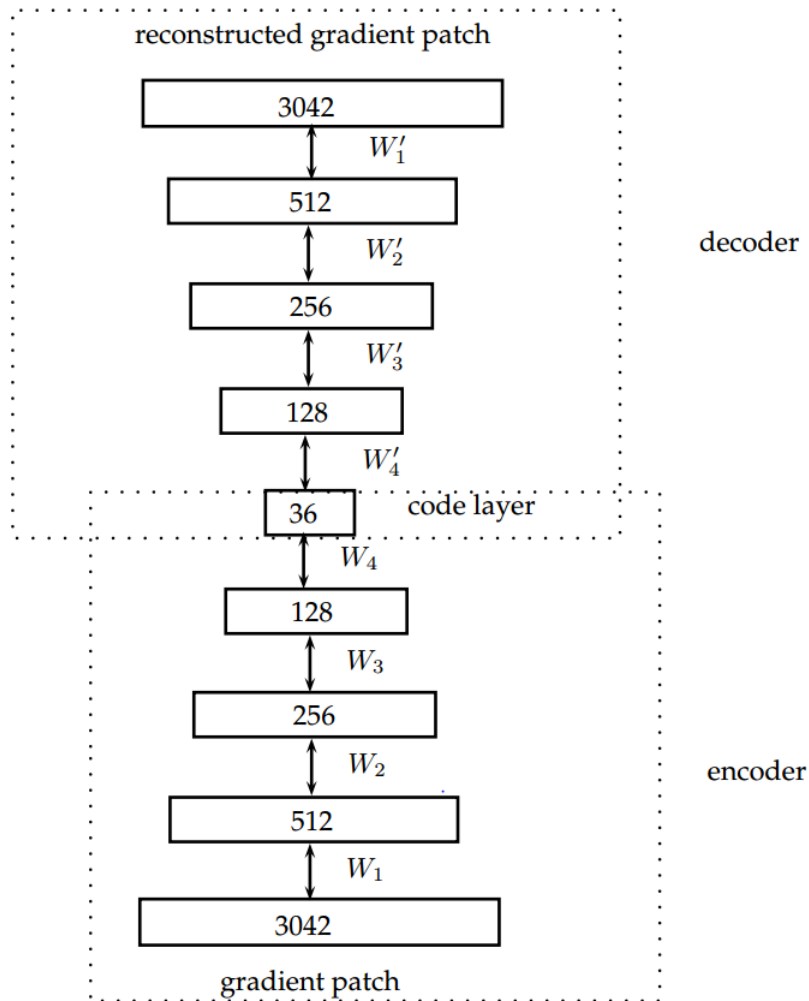 reconstructed gradient patch
3042
W′₁
512
W′₂
decoder
256
W′₃
128
W′₄
36
code layer
W₄
128
W₃
256
W₂
encoder
512
W₁
3042
gradient patch